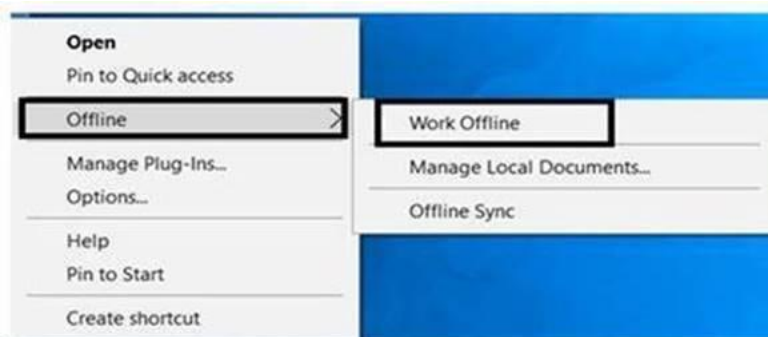 Open
Pin to Quick access
Offline
Manage Plug-Ins...
Options...
Help
Pin to Start
Create shortcut
Work Offline
Manage Local Documents...
Offline Sync